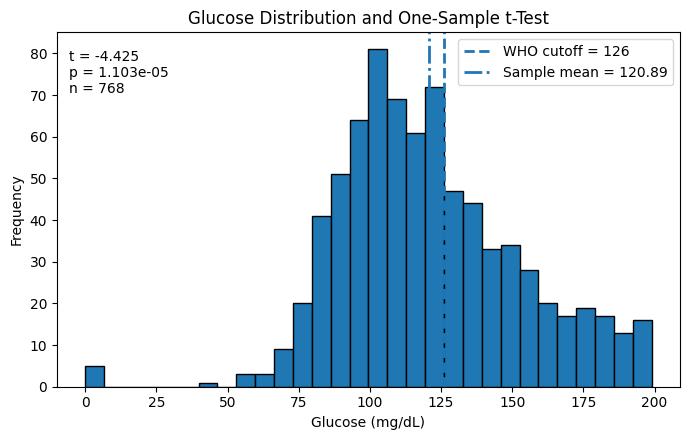 Glucose Distribution and One-Sample t-Test
t = -4.425
p = 1.103e-05
n = 768
WHO cutoff = 126
Sample mean = 120.89
Frequency
80
70
60
50
40
30
20
10
0
0 25 50 75 100 125 150 175 200
Glucose (mg/dL)